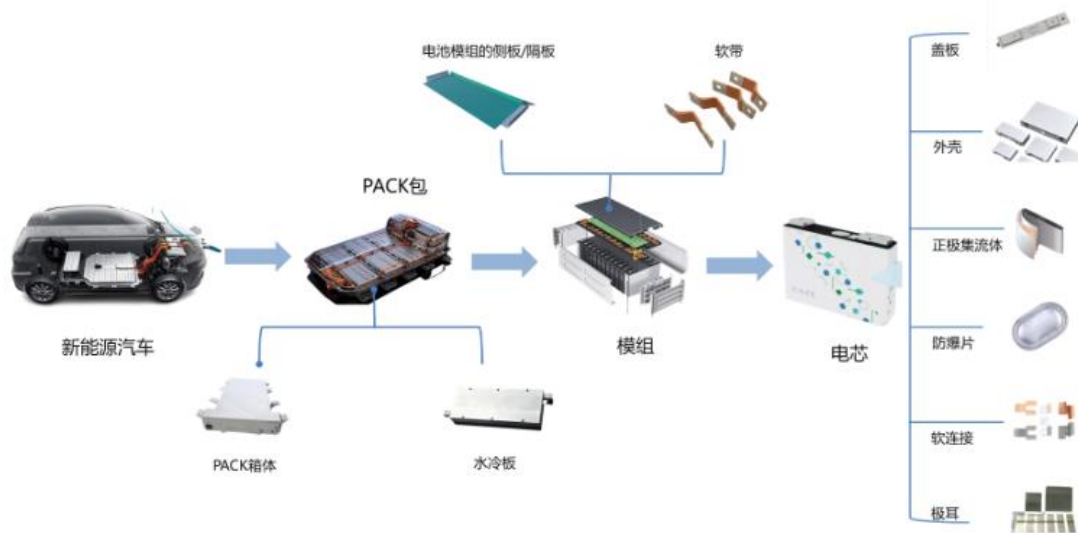 盖板
电池模组的侧板/隔板
软带
外壳
PACK包
正极集流体
新能源汽车
模组
电芯
防爆片
软连接
PACK箱体
水冷板
极耳